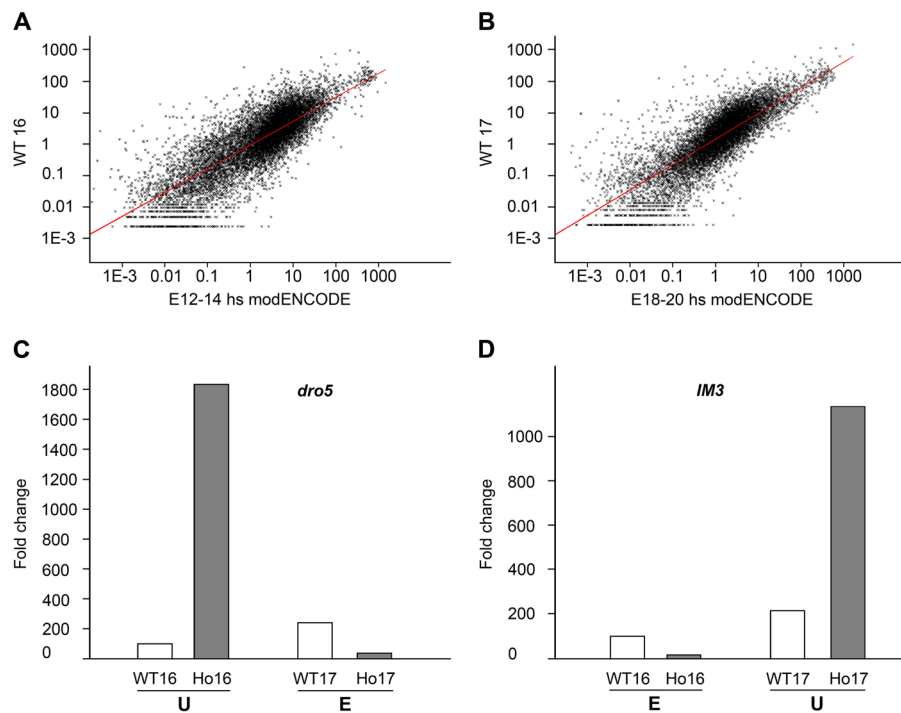 A
1000
100
10
1
0.1
0.01
1E-3
WT 16
1E-3 0.01 0.1 1 10 100 1000
E12-14 hs modENCODE
B
1000
100
10
1
0.1
0.01
1E-3
WT 17
1E-3 0.01 0.1 1 10 100 1000
E18-20 hs modENCODE
C
dro5
1800
1600
1400
1200
1000
800
600
400
200
0
Fold change
WT16 Ho16 WT17 Ho17
U E
D
IM3
1000
800
600
400
200
0
Fold change
WT16 Ho16 WT17 Ho17
E U